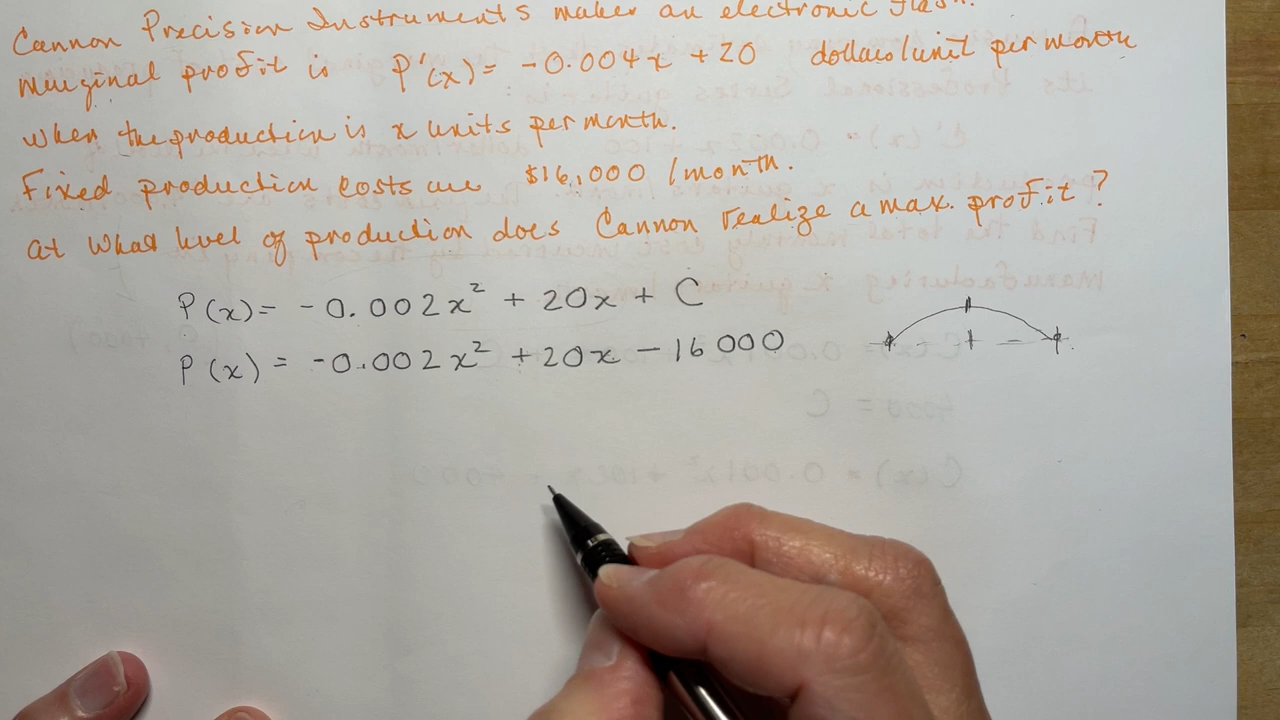 Cannon Precision Instruments makes an electronic flash.
marginal profit is P'(x) = -0.004x + 20 dollars/unit per month
when the production is x units per month.
Fixed production costs are $16,000 /month.
at what level of production does Cannon realize a max. profit?
P(x) = -0.002x² + 20x + C
P(x) = -0.002x² + 20x - 16000